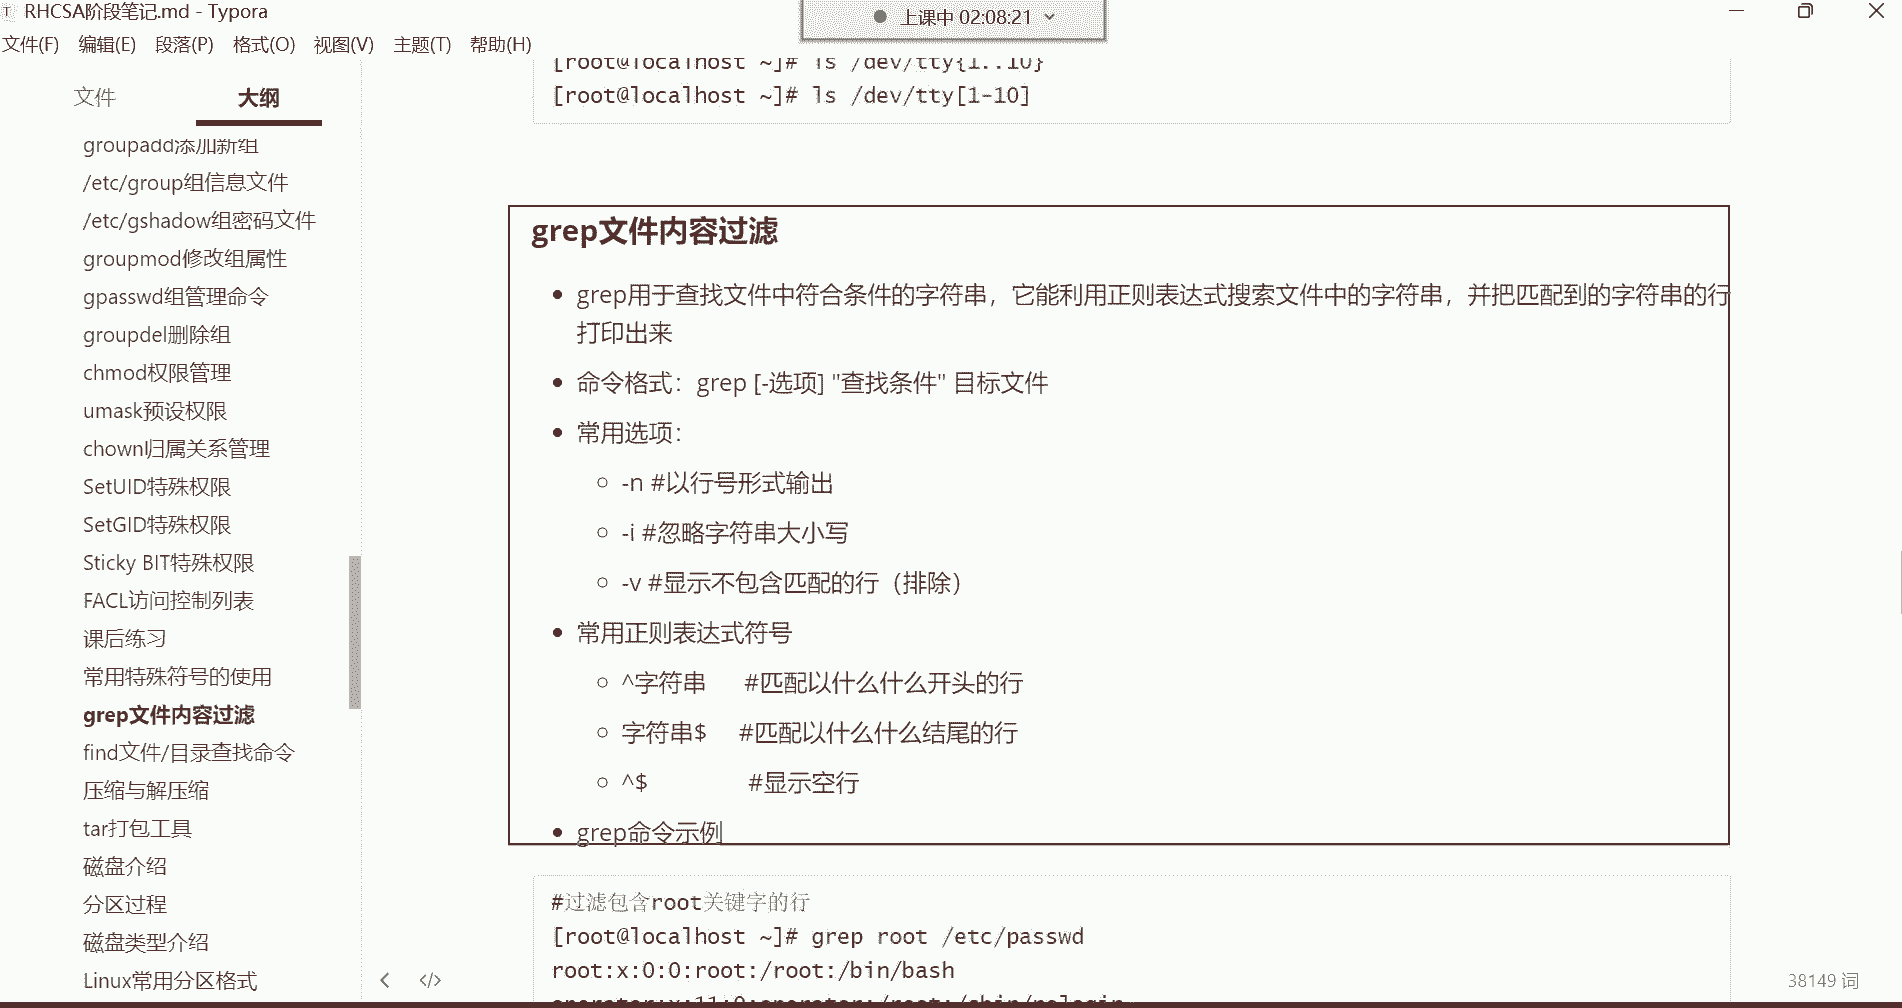 RHCSA阶段笔记.md - Typora
上课中 02:08:21
文件(F) 编辑(E) 段落(P) 格式(O) 视图(V) 主题(T) 帮助(H)
文件 大纲
groupadd添加新组
/etc/group组信息文件
/etc/gshadow组密码文件
groupmod修改组属性
gpasswd组管理命令
groupdel删除组
chmod权限管理
umask预设权限
chown归属关系管理
SetUID特殊权限
SetGID特殊权限
Sticky BIT特殊权限
FACL访问控制列表
课后练习
常用特殊符号的使用
grep文件内容过滤
find文件/目录查找命令
压缩与解压缩
tar打包工具
磁盘介绍
分区过程
磁盘类型介绍
Linux常用分区格式
[root@localhost ~]# ls /dev/tty{1..10}
[root@localhost ~]# ls /dev/tty[1-10]
grep文件内容过滤
grep用于查找文件中符合条件的字符串，它能利用正则表达式搜索文件中的字符串，并把匹配到的字符串的行
打印出来
命令格式：grep [-选项] "查找条件" 目标文件
常用选项：
-n #以行号形式输出
-i #忽略字符串大小写
-v #显示不包含匹配的行（排除）
常用正则表达式符号
^字符串 #匹配以什么什么开头的行
字符串$ #匹配以什么什么结尾的行
^$ #显示空行
grep命令示例
#过滤包含root关键字的行
[root@localhost ~]# grep root /etc/passwd
root:x:0:0:root:/root:/bin/bash
operator:x:11:0:operator:/root:/sbin/nologin
38149 词